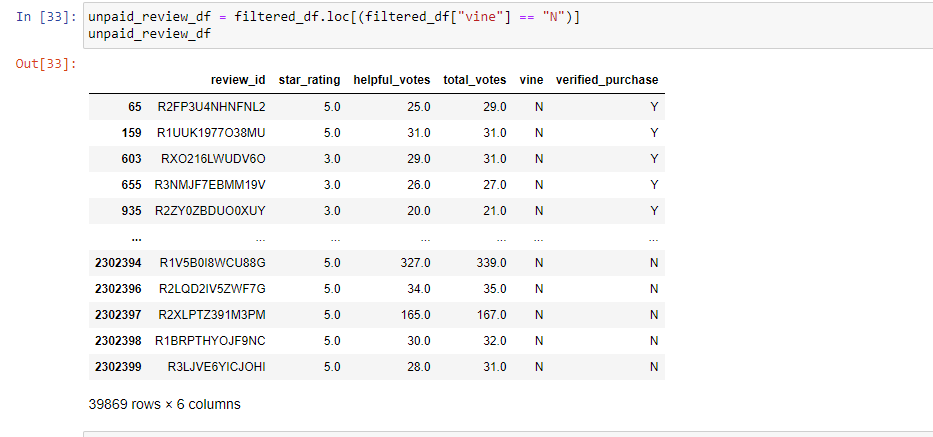 In [33]: unpaid_review_df = filtered_df.loc[(filtered_df["vine"] == "N")]
unpaid_review_df
Out[33]:
review_id star_rating helpful_votes total_votes vine verified_purchase
65 R2FP3U4NHNFNL2 5.0 25.0 29.0 N Y
159 R1UUK1977O38MU 5.0 31.0 31.0 N Y
603 RXO216LWUDV6O 3.0 29.0 31.0 N Y
655 R3NMJF7EBMM19V 3.0 26.0 27.0 N Y
935 R2ZY0ZBDUO0XUY 3.0 20.0 21.0 N Y
... ... ... ... ... ... ...
2302394 R1V5B0I8WCU88G 5.0 327.0 339.0 N N
2302396 R2LQD2IV5ZWF7G 5.0 34.0 35.0 N N
2302397 R2XLPTZ391M3PM 5.0 165.0 167.0 N N
2302398 R1BRPTHYOJF9NC 5.0 30.0 32.0 N N
2302399 R3LJVE6YICJOHI 5.0 28.0 31.0 N N
39869 rows × 6 columns